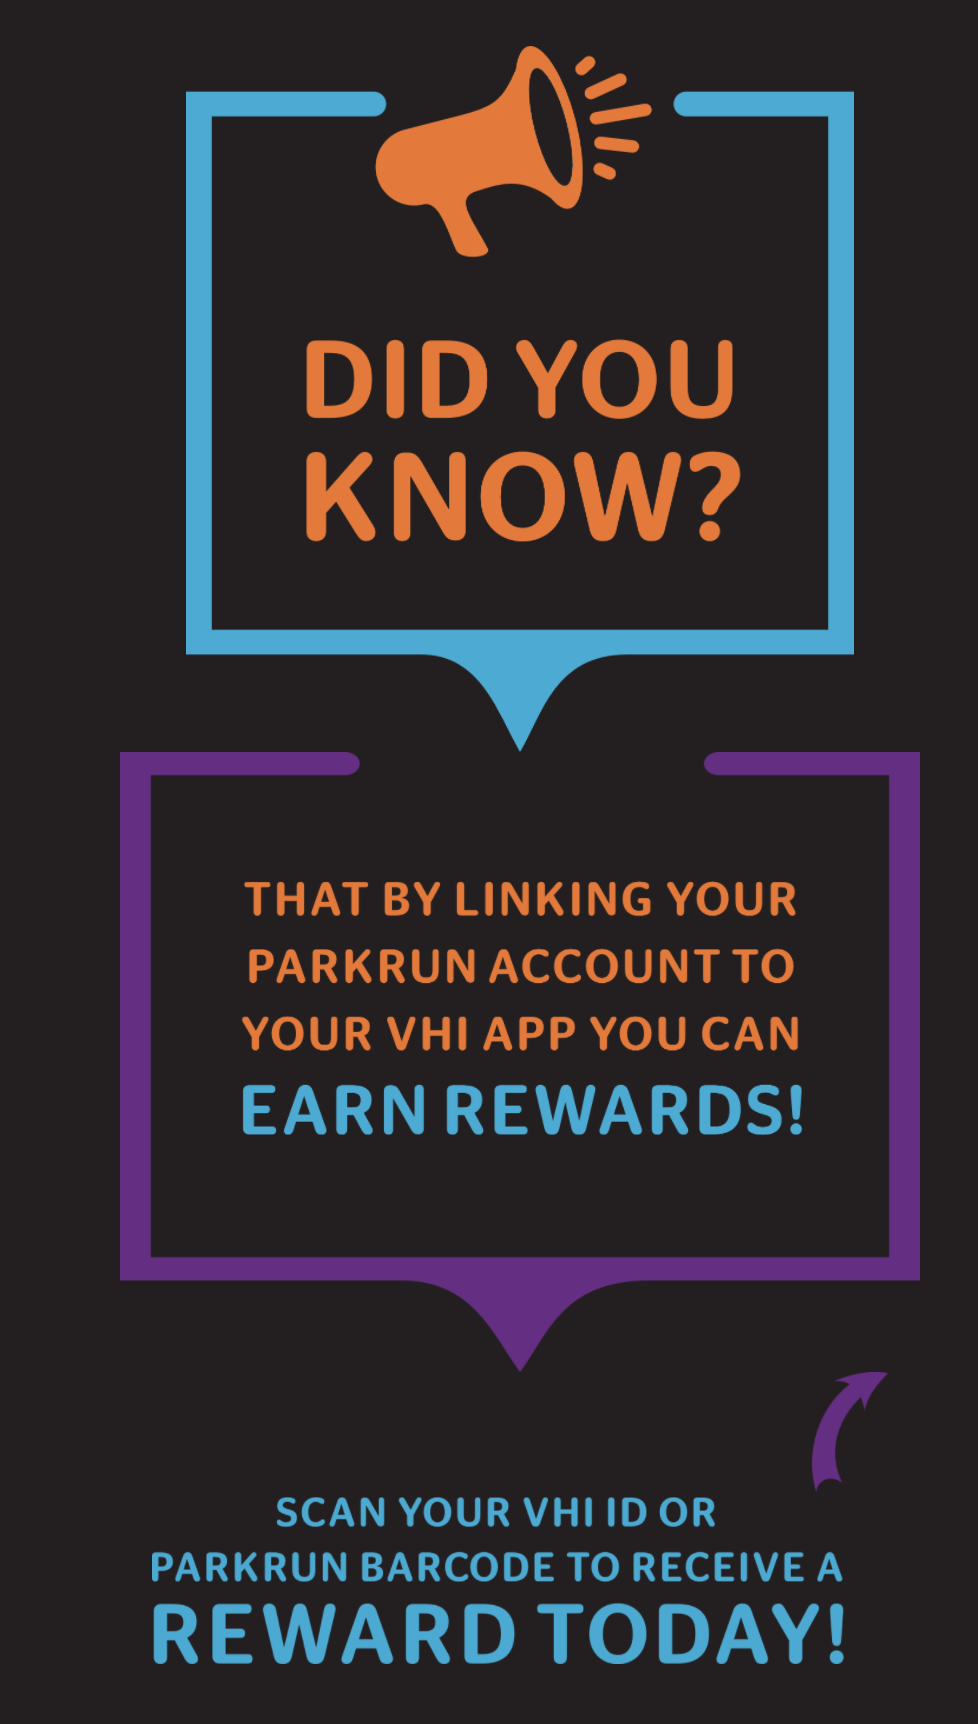 DID YOU
KNOW?
THAT BY LINKING YOUR
PARKRUN ACCOUNT TO
YOUR VHI APP YOU CAN
EARN REWARDS!
SCAN YOUR VHI ID OR
PARKRUN BARCODE TO RECEIVE A
REWARD TODAY!